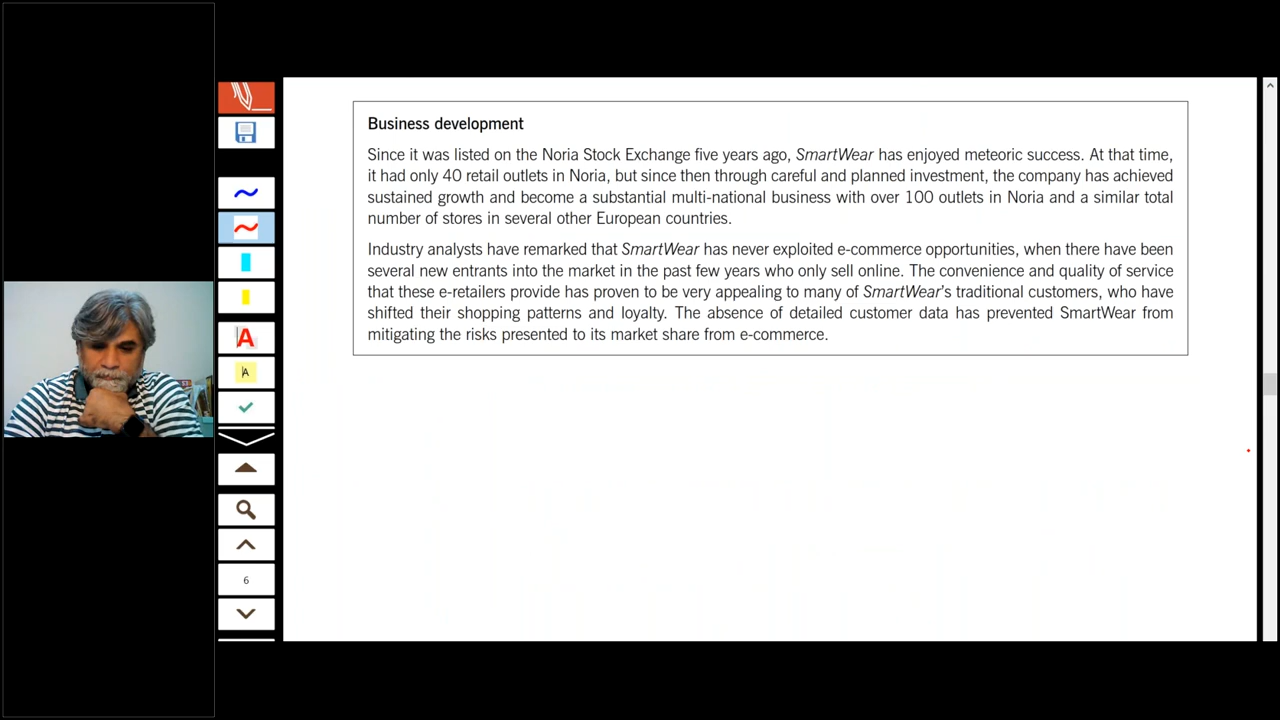 Business development
Since it was listed on the Noria Stock Exchange five years ago, SmartWear has enjoyed meteoric success. At that time,
it had only 40 retail outlets in Noria, but since then through careful and planned investment, the company has achieved
sustained growth and become a substantial multi-national business with over 100 outlets in Noria and a similar total
number of stores in several other European countries.
Industry analysts have remarked that SmartWear has never exploited e-commerce opportunities, when there have been
several new entrants into the market in the past few years who only sell online. The convenience and quality of service
that these e-retailers provide has proven to be very appealing to many of SmartWear's traditional customers, who have
shifted their shopping patterns and loyalty. The absence of detailed customer data has prevented SmartWear from
mitigating the risks presented to its market share from e-commerce.
A
A
6